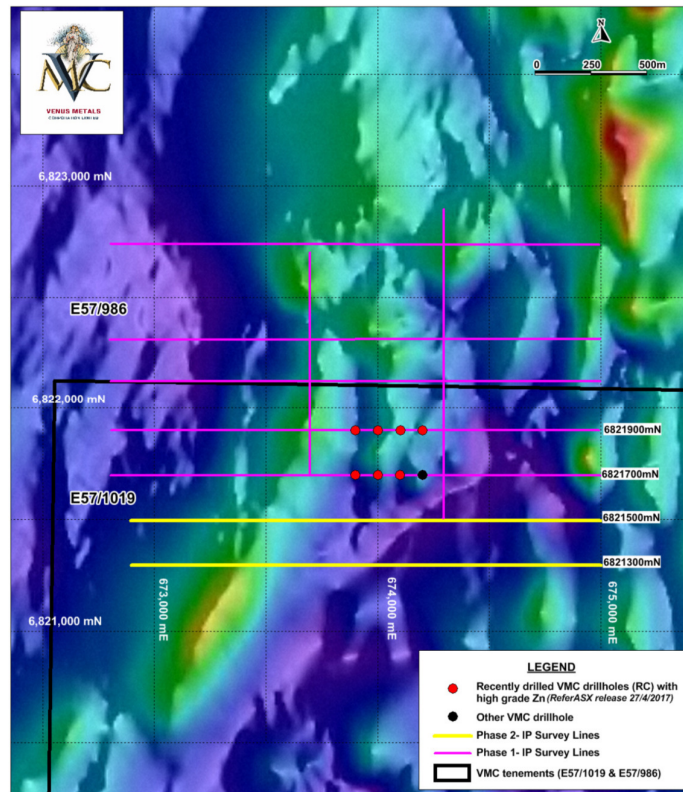 VMC
VENUS METALS
CORPORATION LIMITED
N
0 250 500m
6,823,000 mN
E57/986
6,822,000 mN
6821900mN
6821700mN
E57/1019
6821500mN
6821300mN
673,000 mE
674,000 mE
675,000 mE
6,821,000 mN
LEGEND
Recently drilled VMC drillholes (RC) with
high grade Zn (ReferASX release 27/4/2017)
Other VMC drillhole
Phase 2- IP Survey Lines
Phase 1- IP Survey Lines
VMC tenements (E57/1019 & E57/986)